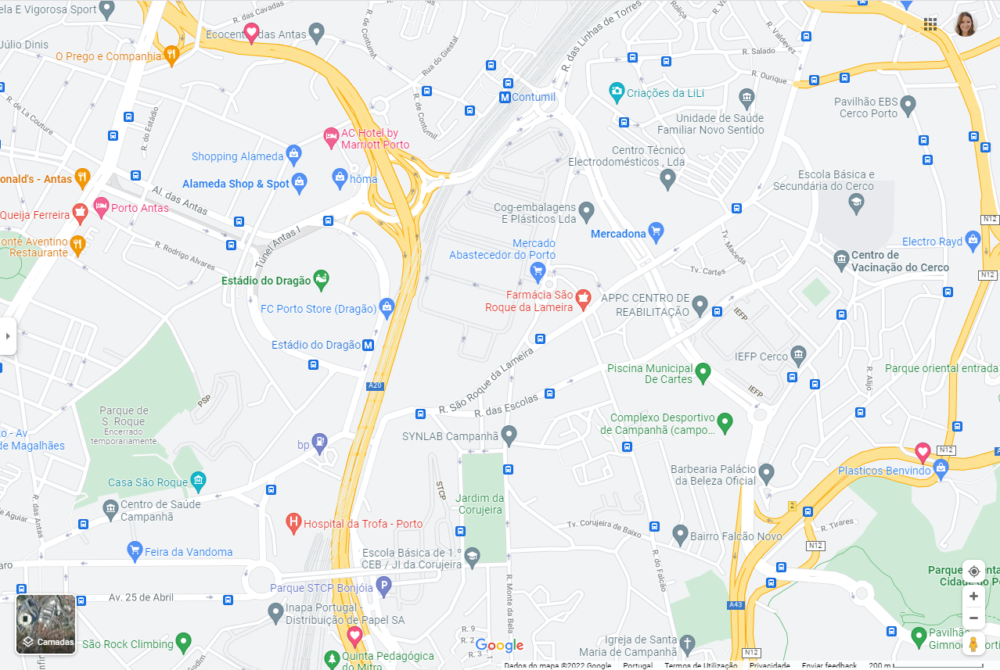 ela E Vigorosa Sport
R. das Cavadas
Ecocentro das Antas
Júlio Dinis
O Prego e Companhia
R. de Contumil
Rua do Giestal
R. das Linhas de Torres
Roliça
R. Valdevez
R. Salado
R. Ourique
Contumil
Criações da LiLi
Pavilhão EBS
Cerco Porto
Unidade de Saúde
Familiar Novo Sentido
R. de La Couture
R. do Estádio
R. de Contumil
AC Hotel by
Marriott Porto
Shopping Alameda
Alameda Shop & Spot
hôma
Centro Técnico
Electrodomésticos , Lda
Escola Básica e
Secundária do Cerco
onald's - Antas
Al. das Antas
Porto Antas
Queija Ferreira
Cog-embalagens
E Plásticos Lda
Mercadona
N12
onte Aventino
Restaurante
R. Rodrigo Alvares
Túnel Antas I
Mercado
Abastecedor do Porto
Tv. Maceda
Electro Rayd
Centro de
Vacinação do Cerco
N12
Tv. Cartes
Estádio do Dragão
FC Porto Store (Dragão)
Farmácia São
Roque da Lameira
APPC CENTRO DE
REABILITAÇÃO
IEFP
Estádio do Dragão
IEFP Cerco
Parque oriental entrada
Piscina Municipal
De Cartes
R. Alijó
A20
R. São Roque da Lameira
IEFP
PSP
Parque de
S. Roque
Encerrado
temporariamente
R. das Escolas
o - Av
de Magalhães
bp
SYNLAB Campanhã
Complexo Desportivo
de Campanhã (campo...
N12
A
Casa São Roque
Barbearia Palácio
da Beleza Oficial
Plasticos Benvindo
STCP
Jardim da
Corujeira
Centro de Saúde
Campanhã
e Aguiar
R. das Antas
2
Hospital da Trofa - Porto
Tv. Corujeira de Baixo
R. Tirares
Bairro Falcão Novo
N12
Feira da Vandoma
Escola Básica de 1.º
CEB / JI da Corujeira
R. do Falcão
aro
Parque STCP Bonjóia
R. Monte da Bela
Av. 25 de Abril
Inapa Portugal -
Distribuição de Papel SA
A43
Camadas
R. 9
R. 2
R. 3
R. 1
São Rock Climbing
Google
Igreja de Santa
Maria de Campanhã
N12
Quinta Pedagógica
do Mitro
Dados do mapa ©2022 Google
Portugal
Termos de Utilização
Privacidade
Enviar feedback
200 m